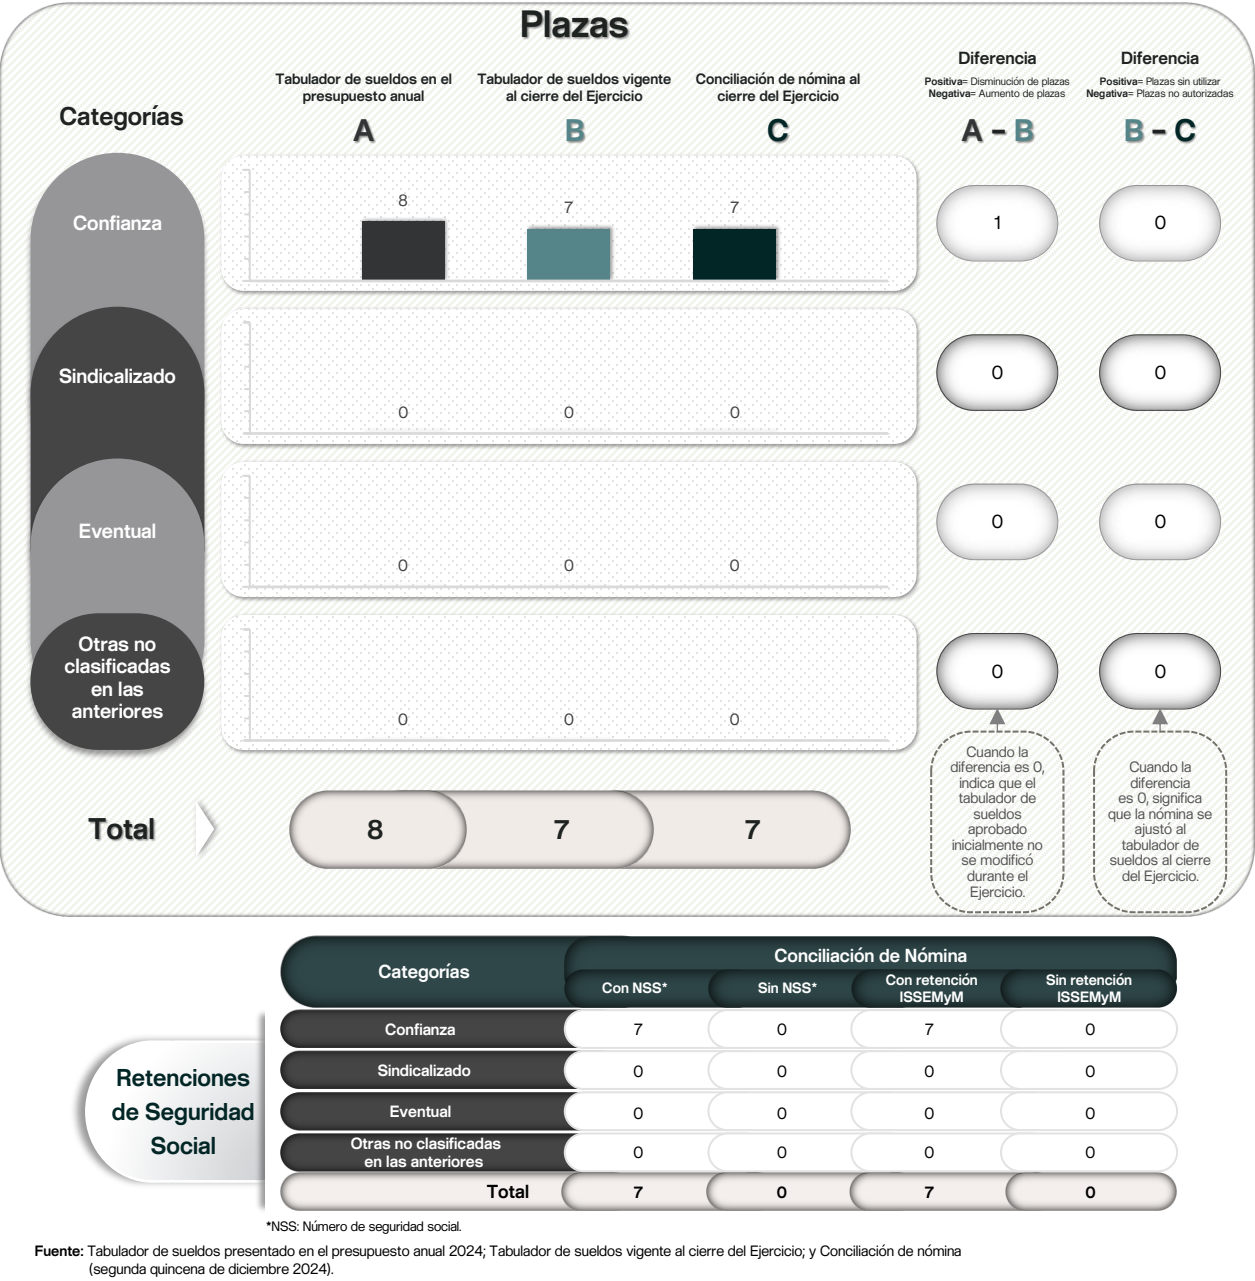 Plazas
Categorías
Tabulador de sueldos en el
presupuesto anual
A
Tabulador de sueldos vigente
al cierre del Ejercicio
B
Conciliación de nómina al
cierre del Ejercicio
C
Diferencia
Positiva= Disminución de plazas
Negativa= Aumento de plazas
A – B
Diferencia
Positiva= Plazas sin utilizar
Negativa= Plazas no autorizadas
B – C
Confianza
8 7 7 1 0
Sindicalizado
0 0 0 0 0
Eventual
0 0 0 0 0
Otras no
clasificadas
en las
anteriores
0 0 0 0 0
Cuando la
diferencia es 0,
indica que el
tabulador de
sueldos
aprobado
inicialmente no
se modificó
durante el
Ejercicio.
Cuando la
diferencia
es 0, significa
que la nómina se
ajustó al
tabulador de
sueldos al cierre
del Ejercicio.
Total 8 7 7
Retenciones
de Seguridad
Social
Categorías
Conciliación de Nómina
Con NSS*
Sin NSS*
Con retención
ISSEMyM
Sin retención
ISSEMyM
Confianza 7 0 7 0
Sindicalizado 0 0 0 0
Eventual 0 0 0 0
Otras no clasificadas
en las anteriores
0 0 0 0
Total 7 0 7 0
*NSS: Número de seguridad social.
Fuente: Tabulador de sueldos presentado en el presupuesto anual 2024; Tabulador de sueldos vigente al cierre del Ejercicio; y Conciliación de nómina
(segunda quincena de diciembre 2024).